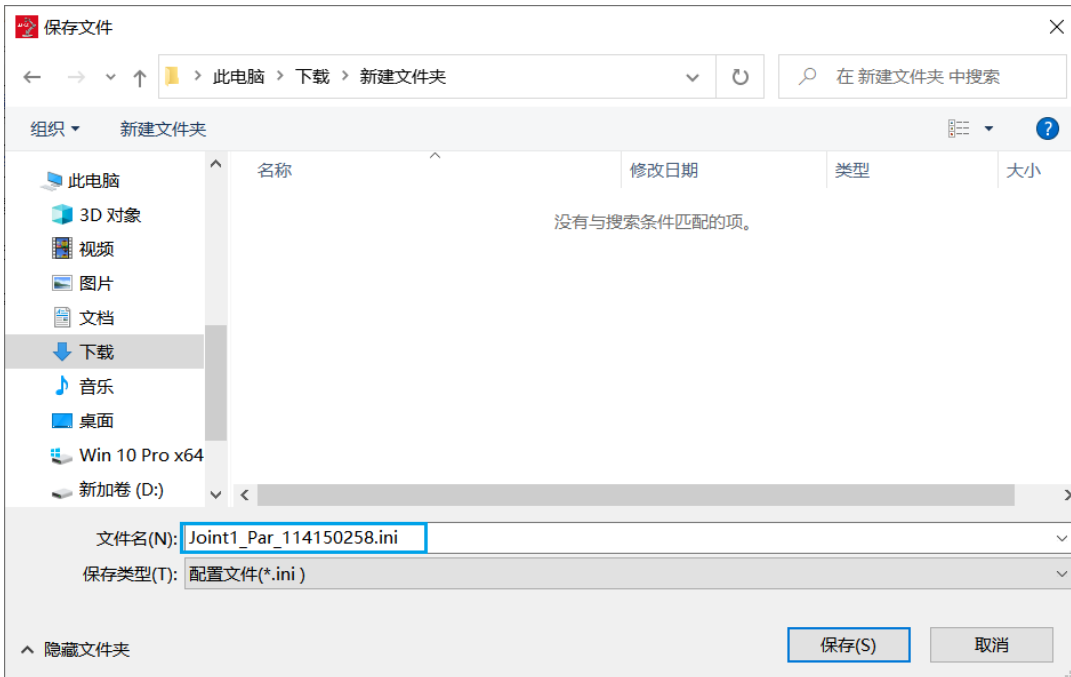 保存文件
此电脑 > 下载 > 新建文件夹
在 新建文件夹 中搜索
组织
新建文件夹
名称
修改日期
类型
大小
没有与搜索条件匹配的项。
此电脑
3D 对象
视频
图片
文档
下载
音乐
桌面
Win 10 Pro x64
新加卷 (D:)
文件名(N): Joint1_Par_114150258.ini
保存类型(T): 配置文件(*.ini )
隐藏文件夹
保存(S)
取消